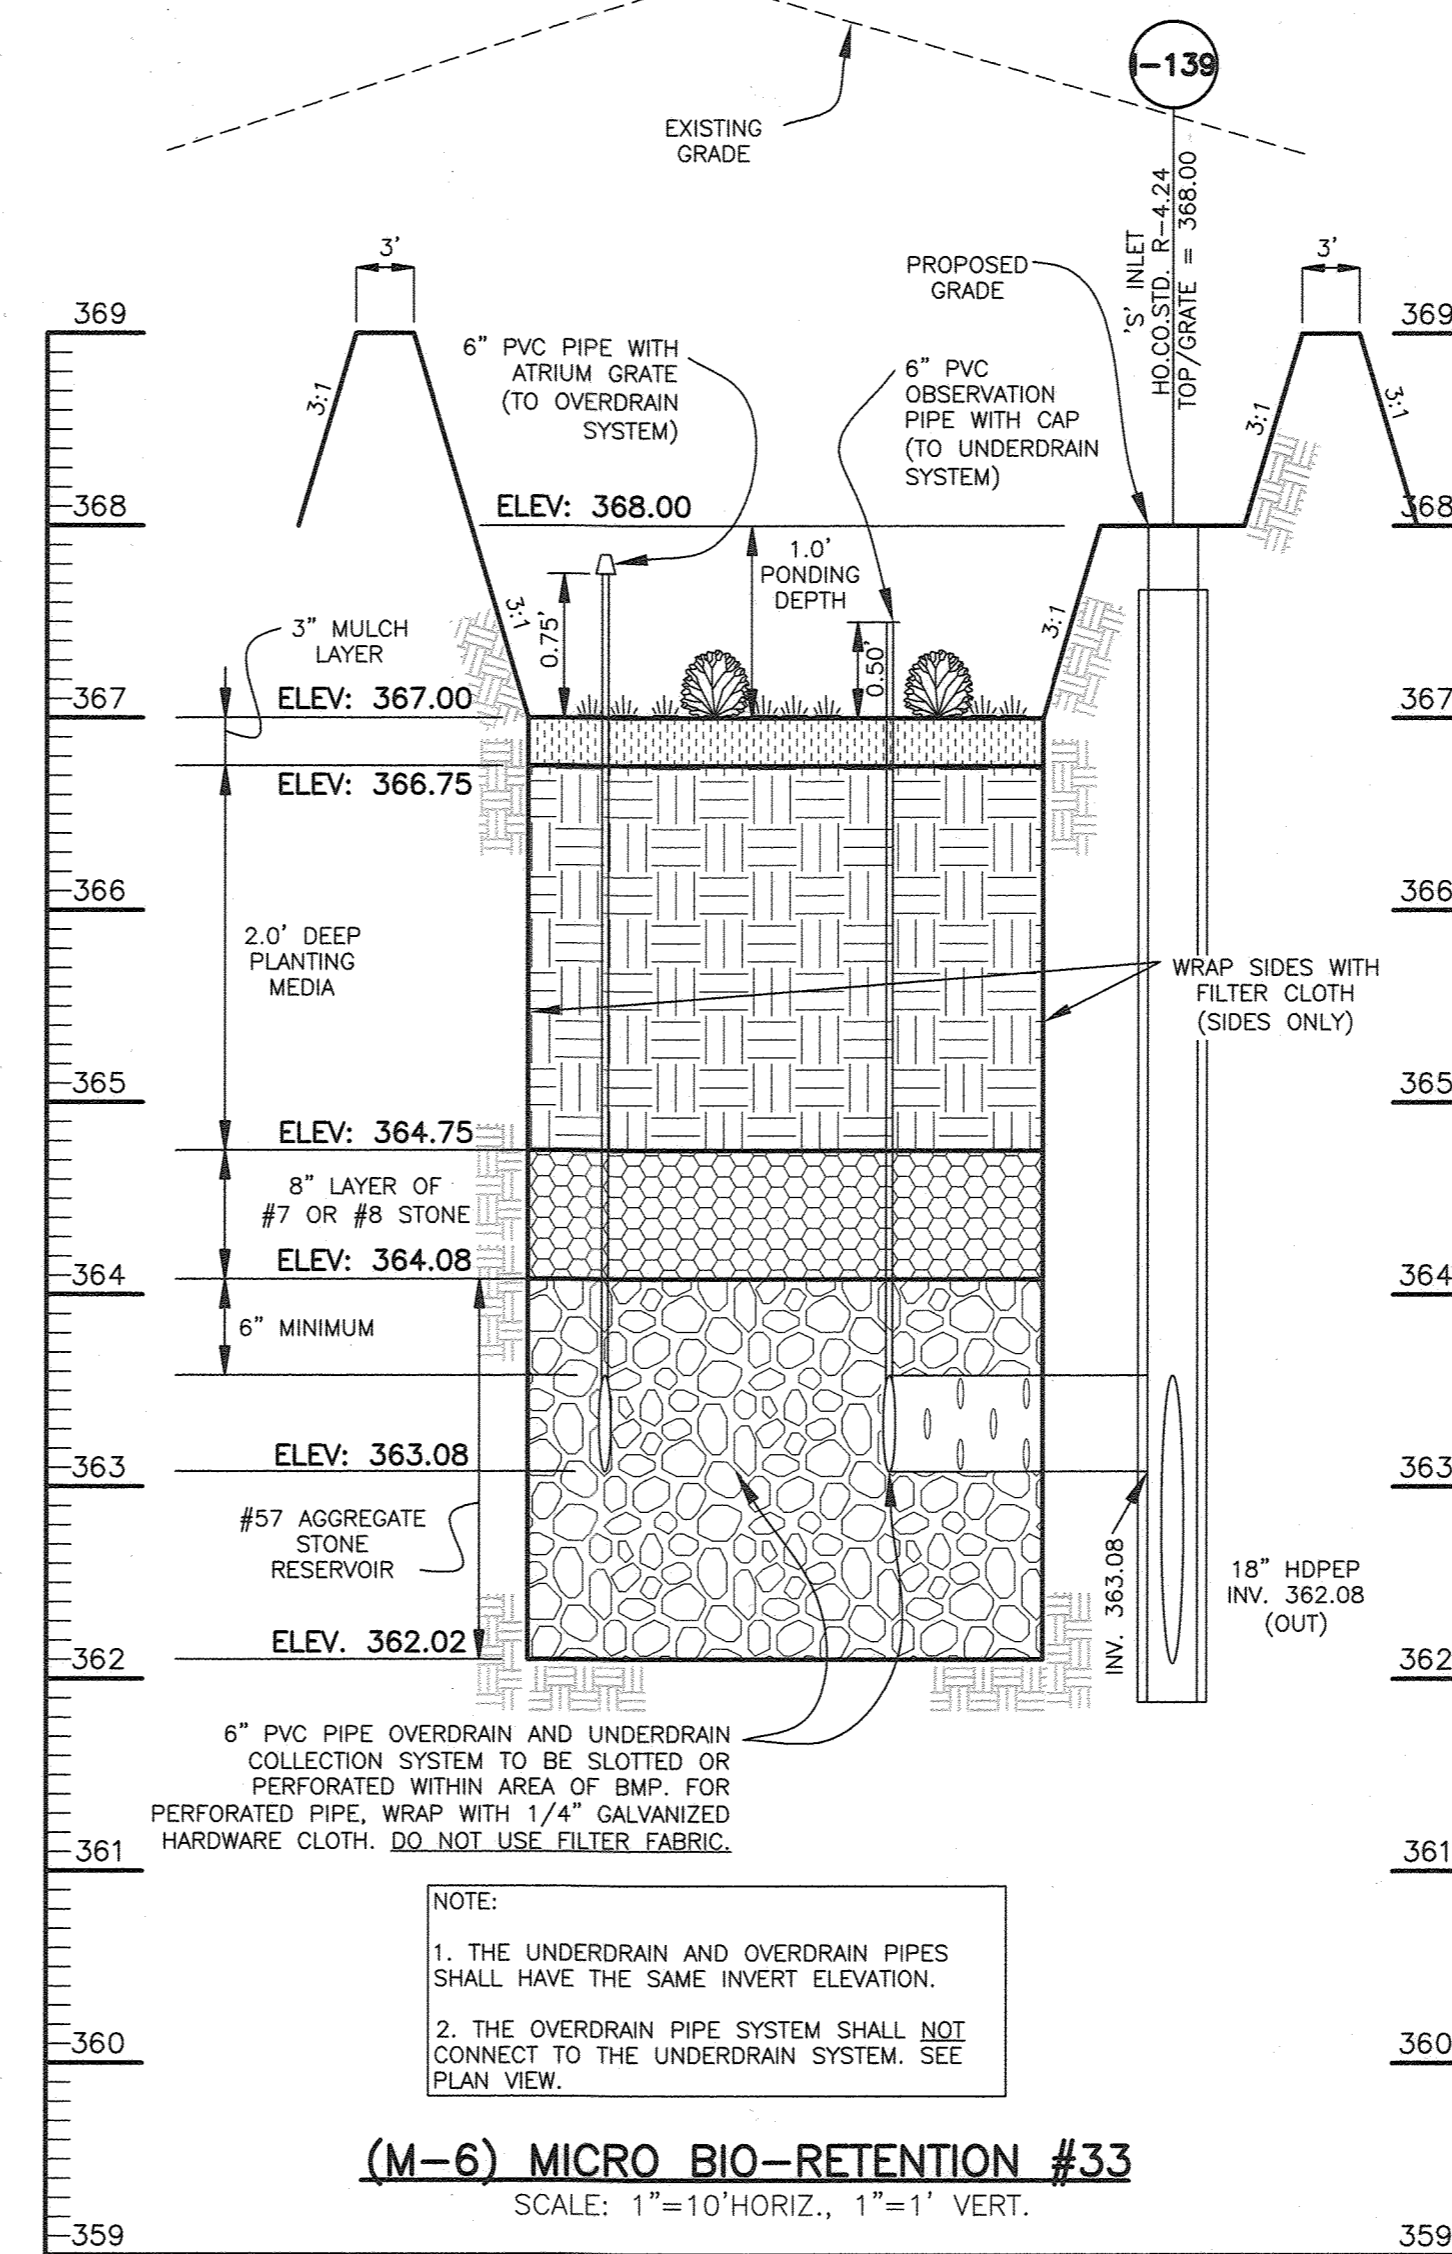 I-139
EXISTING
GRADE
'S' INLET
HO.CO.STD. R-4.24
TOP/GRATE = 368.00
3'
3'
PROPOSED
GRADE
369
369
6" PVC PIPE WITH
ATRIUM GRATE
(TO OVERDRAIN
SYSTEM)
6" PVC
OBSERVATION
PIPE WITH CAP
(TO UNDERDRAIN
SYSTEM)
3:1
3:1
3:1
368
ELEV: 368.00
368
1.0'
PONDING
DEPTH
3:1
3:1
0.75'
0.50'
3" MULCH
LAYER
367
ELEV: 367.00
367
ELEV: 366.75
366
366
2.0' DEEP
PLANTING
MEDIA
WRAP SIDES WITH
FILTER CLOTH
(SIDES ONLY)
365
365
ELEV: 364.75
8" LAYER OF
#7 OR #8 STONE
ELEV: 364.08
364
364
6" MINIMUM
ELEV: 363.08
363
363
#57 AGGREGATE
STONE
RESERVOIR
INV. 363.08
18" HDPEP
INV. 362.08
(OUT)
ELEV. 362.02
362
362
6" PVC PIPE OVERDRAIN AND UNDERDRAIN
COLLECTION SYSTEM TO BE SLOTTED OR
PERFORATED WITHIN AREA OF BMP. FOR
PERFORATED PIPE, WRAP WITH 1/4" GALVANIZED
HARDWARE CLOTH. DO NOT USE FILTER FABRIC.
361
361
NOTE:
1. THE UNDERDRAIN AND OVERDRAIN PIPES
SHALL HAVE THE SAME INVERT ELEVATION.
2. THE OVERDRAIN PIPE SYSTEM SHALL NOT
CONNECT TO THE UNDERDRAIN SYSTEM. SEE
PLAN VIEW.
360
360
(M-6) MICRO BIO-RETENTION #33
SCALE: 1"=10'HORIZ., 1"=1' VERT.
359
359